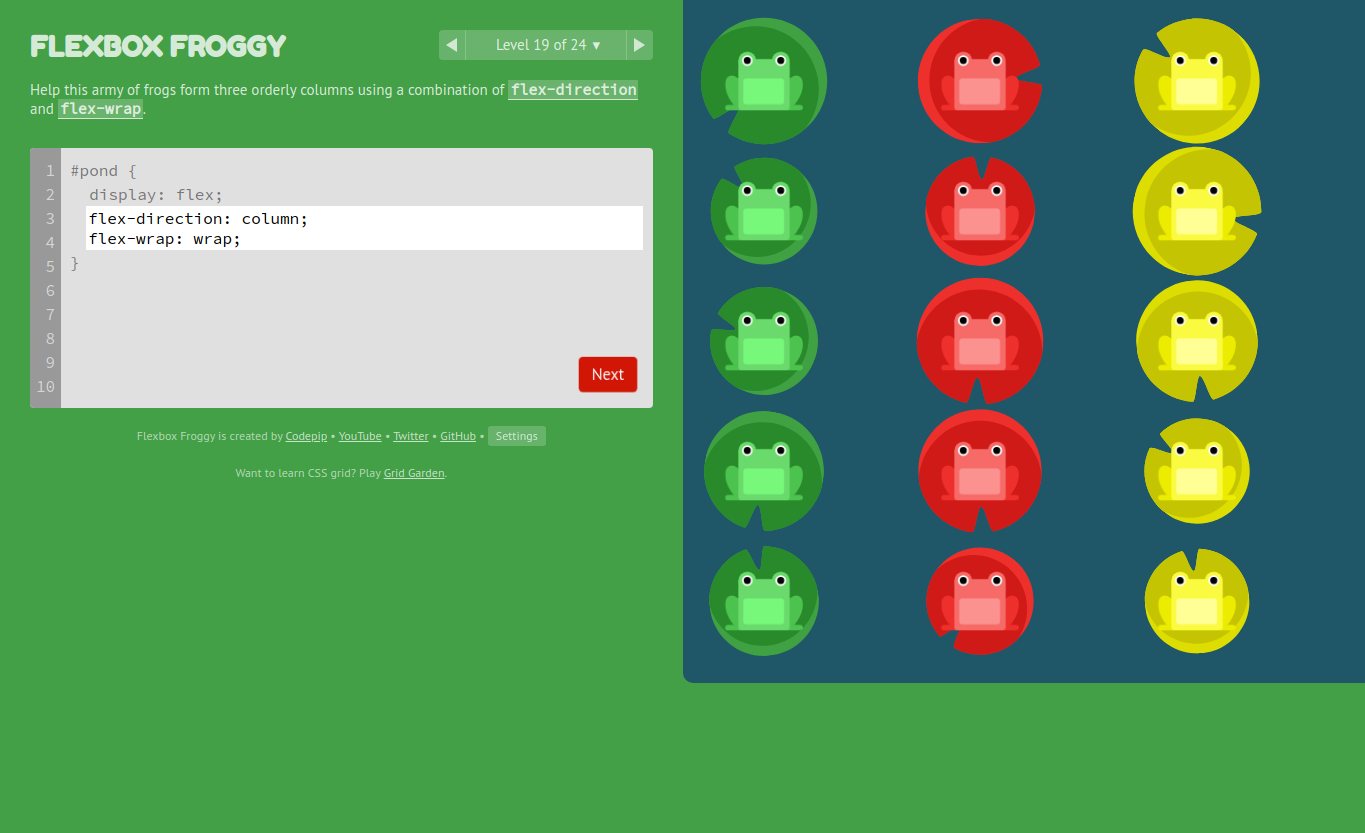 FLEXBOX FROGGY
◀ Level 19 of 24 ▼ ▶
Help this army of frogs form three orderly columns using a combination of flex-direction
and flex-wrap.
1 #pond {
2 display: flex;
3 flex-direction: column;
4 flex-wrap: wrap;
5 }
6
7
8
9
10
Next
Flexbox Froggy is created by Codepip • YouTube • Twitter • GitHub • Settings
Want to learn CSS grid? Play Grid Garden.